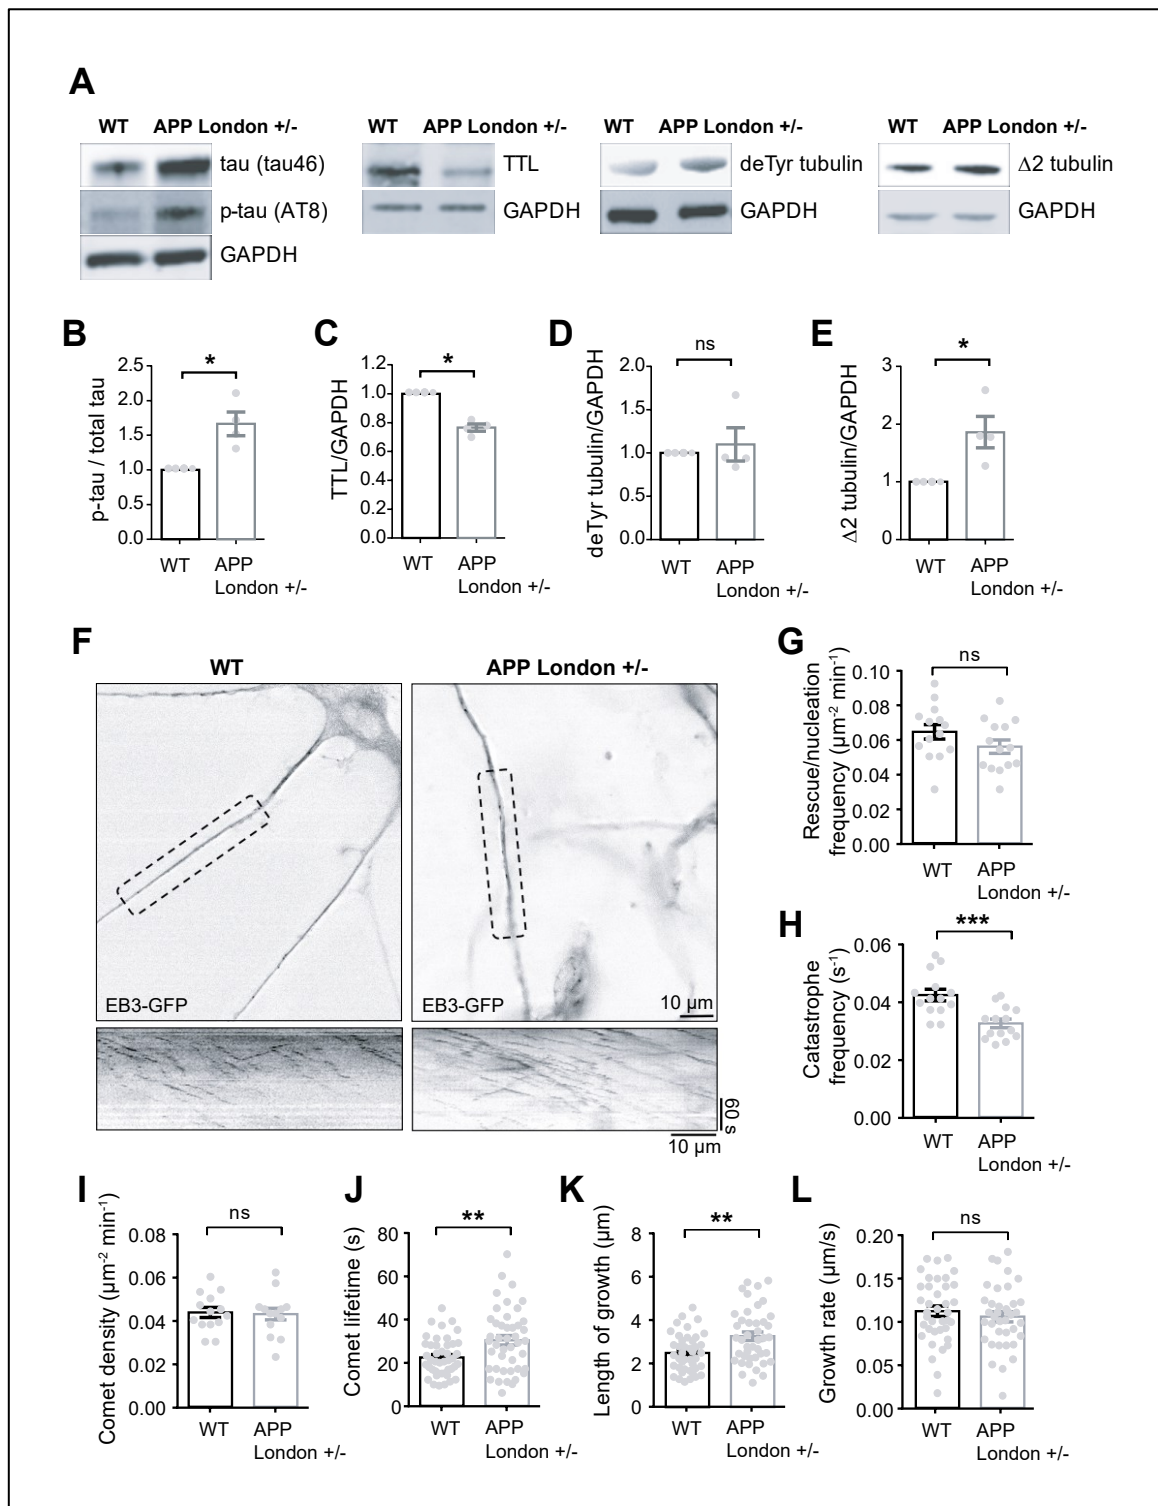 A
WT APP London +/-
tau (tau46)
p-tau (AT8)
GAPDH
WT APP London +/-
TTL
GAPDH
WT APP London +/-
deTyr tubulin
GAPDH
WT APP London +/-
Δ2 tubulin
GAPDH
B
p-tau / total tau
2.5
2.0
1.5
1.0
0.5
0.0
*
WT
APP
London +/-
C
TTL/GAPDH
1.2
1.0
0.8
0.6
0.4
0.2
0.0
*
WT
APP
London +/-
D
deTyr tubulin/GAPDH
2.0
1.5
1.0
0.5
0.0
ns
WT
APP
London +/-
E
Δ2 tubulin/GAPDH
3
2
1
0
*
WT
APP
London +/-
F
WT
APP London +/-
EB3-GFP
EB3-GFP
10 µm
60 s
10 µm
G
Rescue/nucleation
frequency (µm⁻² min⁻¹)
0.10
0.08
0.06
0.04
0.02
0.00
ns
WT
APP
London +/-
H
Catastrophe
frequency (s⁻¹)
0.06
0.04
0.02
0.00
***
WT
APP
London +/-
I
Comet density (µm⁻² min⁻¹)
0.08
0.06
0.04
0.02
0.00
ns
WT
APP
London +/-
J
Comet lifetime (s)
80
60
40
20
0
**
WT
APP
London +/-
K
Length of growth (µm)
8
6
4
2
0
**
WT
APP
London +/-
L
Growth rate (µm/s)
0.20
0.15
0.10
0.05
0.00
ns
WT
APP
London +/-